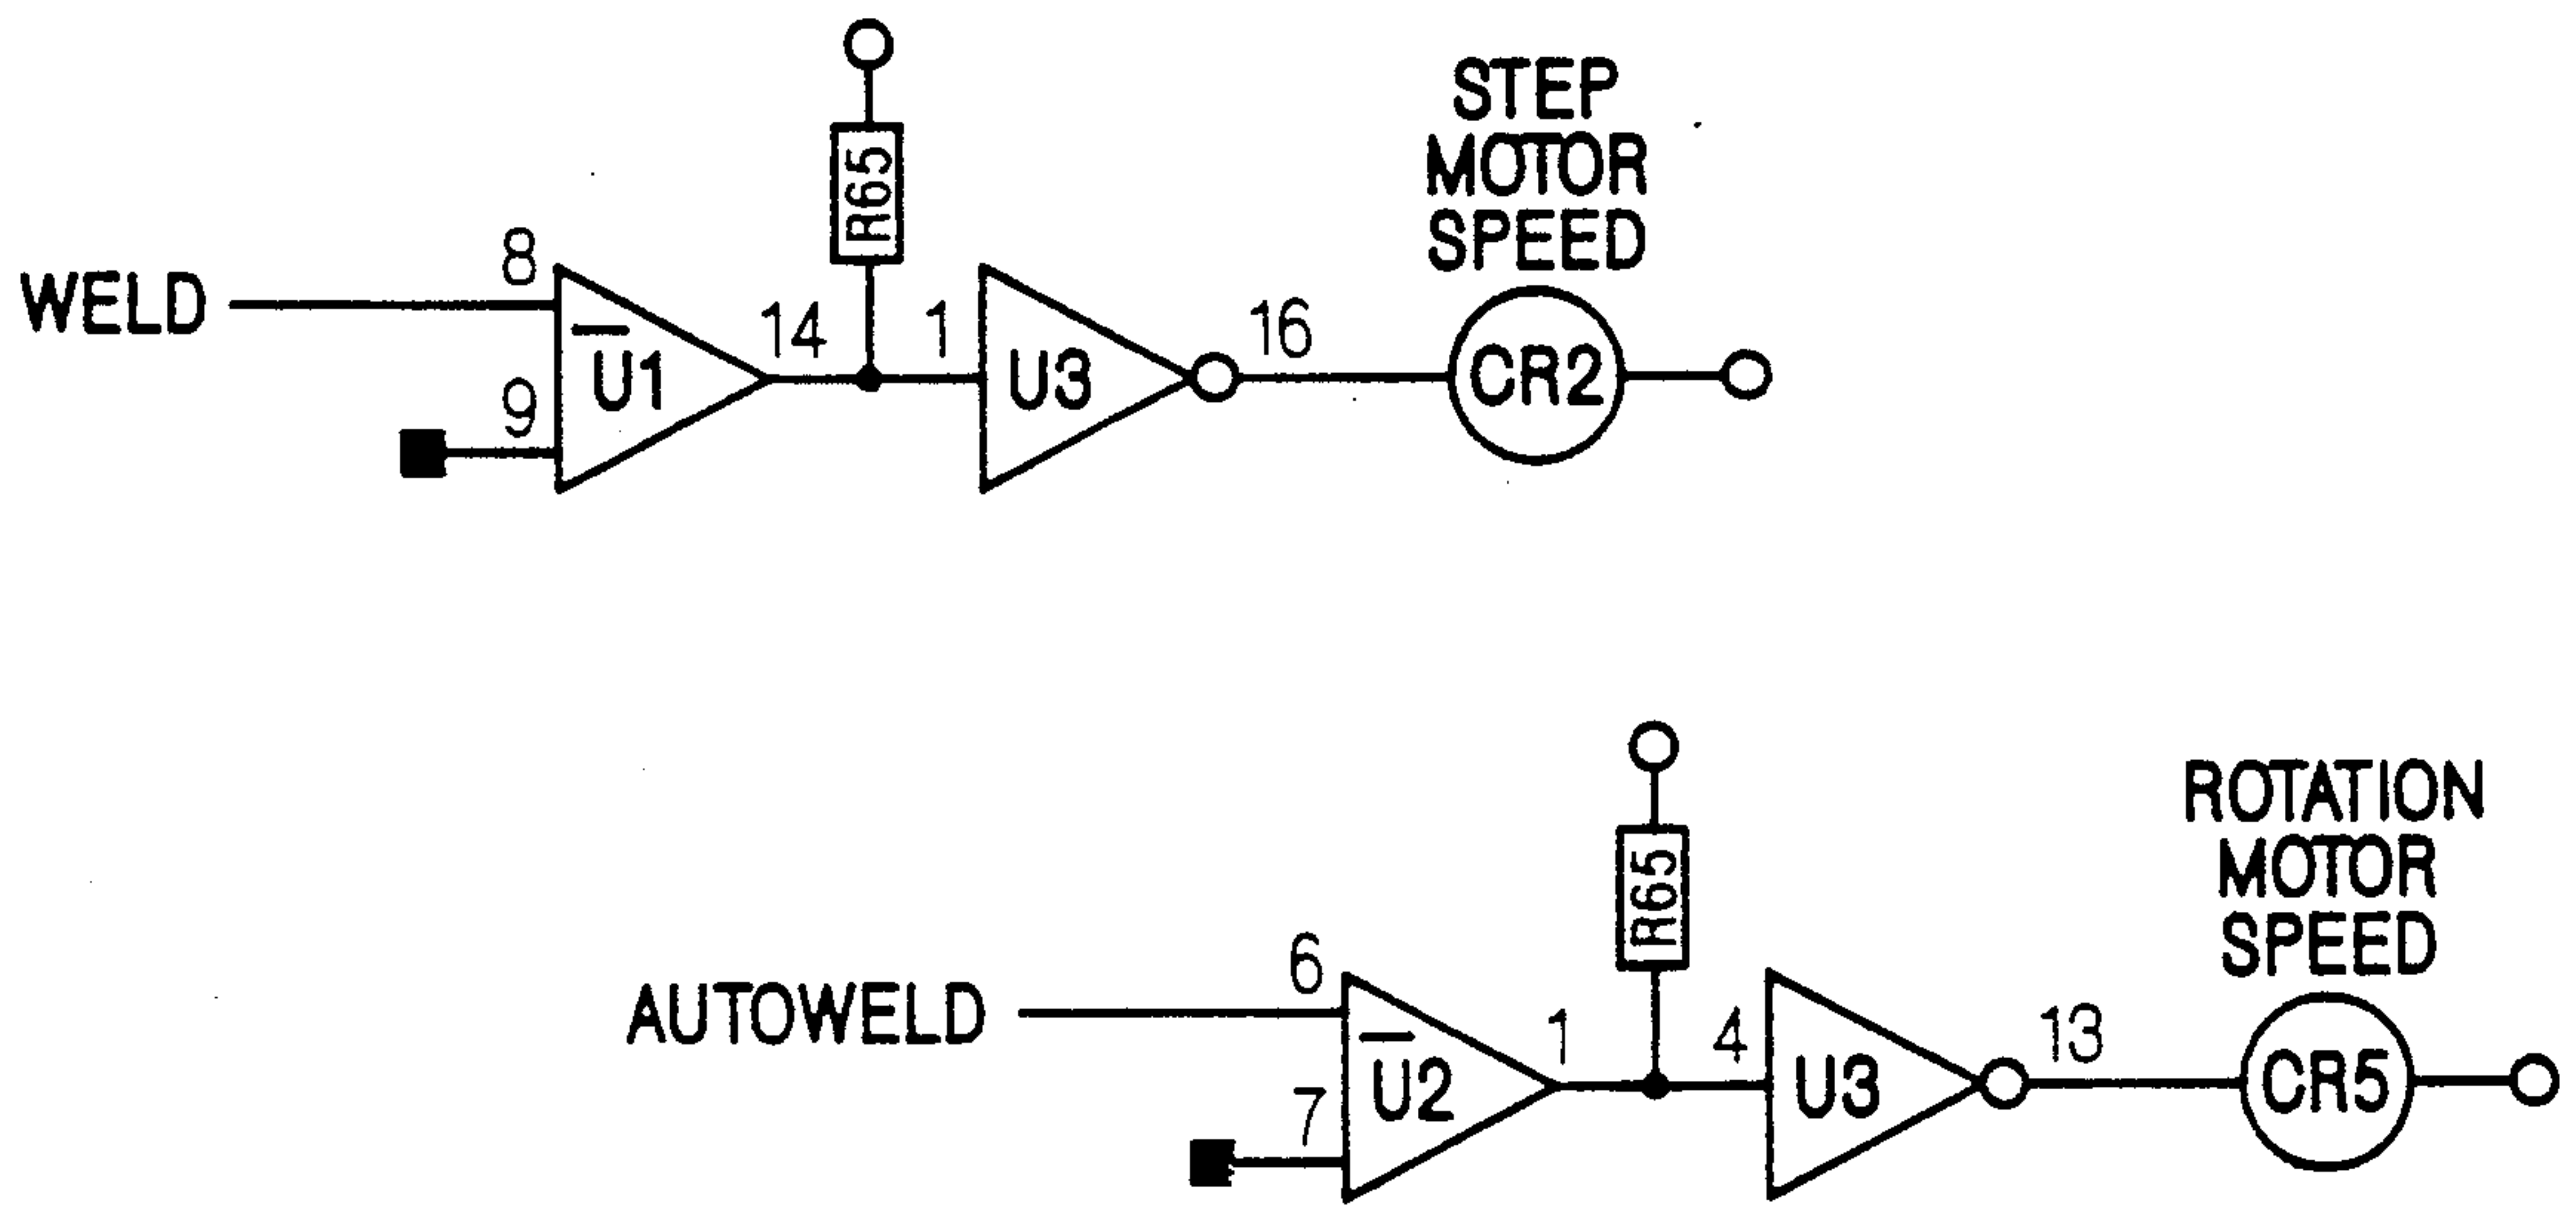 STEP
MOTOR
SPEED
R65
WELD
8
9
U1
14
1
U3
16
CR2
ROTATION
MOTOR
SPEED
R65
AUTOWELD
6
7
U2
1
4
U3
13
CR5